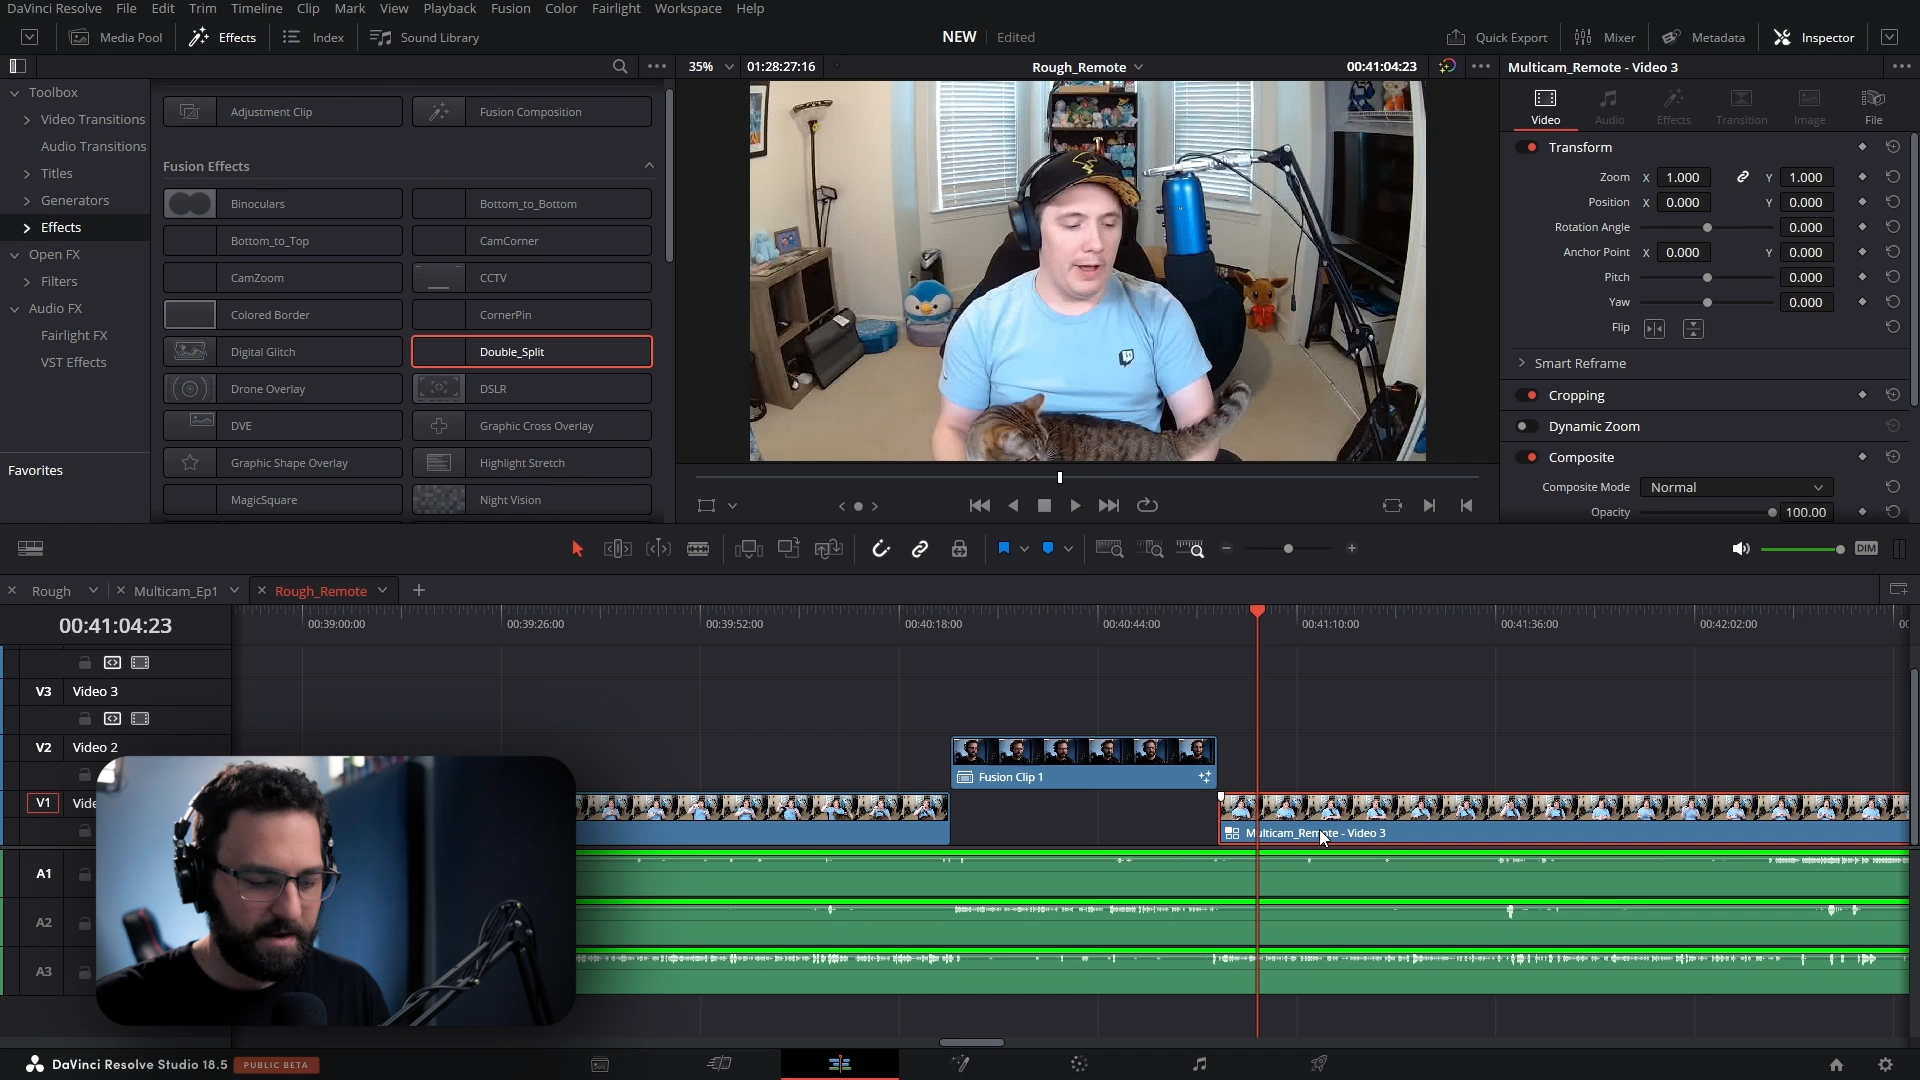 DaVinci Resolve File Edit Trim Timeline Clip Mark View Playback Fusion Color Fairlight Workspace Help
Media Pool Effects Index Sound Library NEW Edited Quick Export Mixer Metadata Inspector
35% 01:28:27:16 Rough_Remote 00:41:04:23 Multicam_Remote - Video 3
Toolbox
Video Transitions
Audio Transitions
Titles
Generators
Effects
Open FX
Filters
Audio FX
Fairlight FX
VST Effects
Favorites
Adjustment Clip Fusion Composition
Fusion Effects
Binoculars Bottom_to_Bottom
Bottom_to_Top CamCorner
CamZoom CCTV
Colored Border CornerPin
Digital Glitch Double_Split
Drone Overlay DSLR
DVE Graphic Cross Overlay
Graphic Shape Overlay Highlight Stretch
MagicSquare Night Vision
Video Audio Effects Transition Image File
Transform
Zoom X 1.000 Y 1.000
Position X 0.000 Y 0.000
Rotation Angle 0.000
Anchor Point X 0.000 Y 0.000
Pitch 0.000
Yaw 0.000
Flip
Smart Reframe
Cropping
Dynamic Zoom
Composite
Composite Mode Normal
Opacity 100.00
DIM
Rough Multicam_Ep1 Rough_Remote
00:41:04:23 00:39:00:00 00:39:26:00 00:39:52:00 00:40:18:00 00:40:44:00 00:41:10:00 00:41:36:00 00:42:02:00
V3 Video 3
V2 Video 2
Fusion Clip 1
V1
Multicam_Remote - Video 3
A1
A2
A3
DaVinci Resolve Studio 18.5 PUBLIC BETA